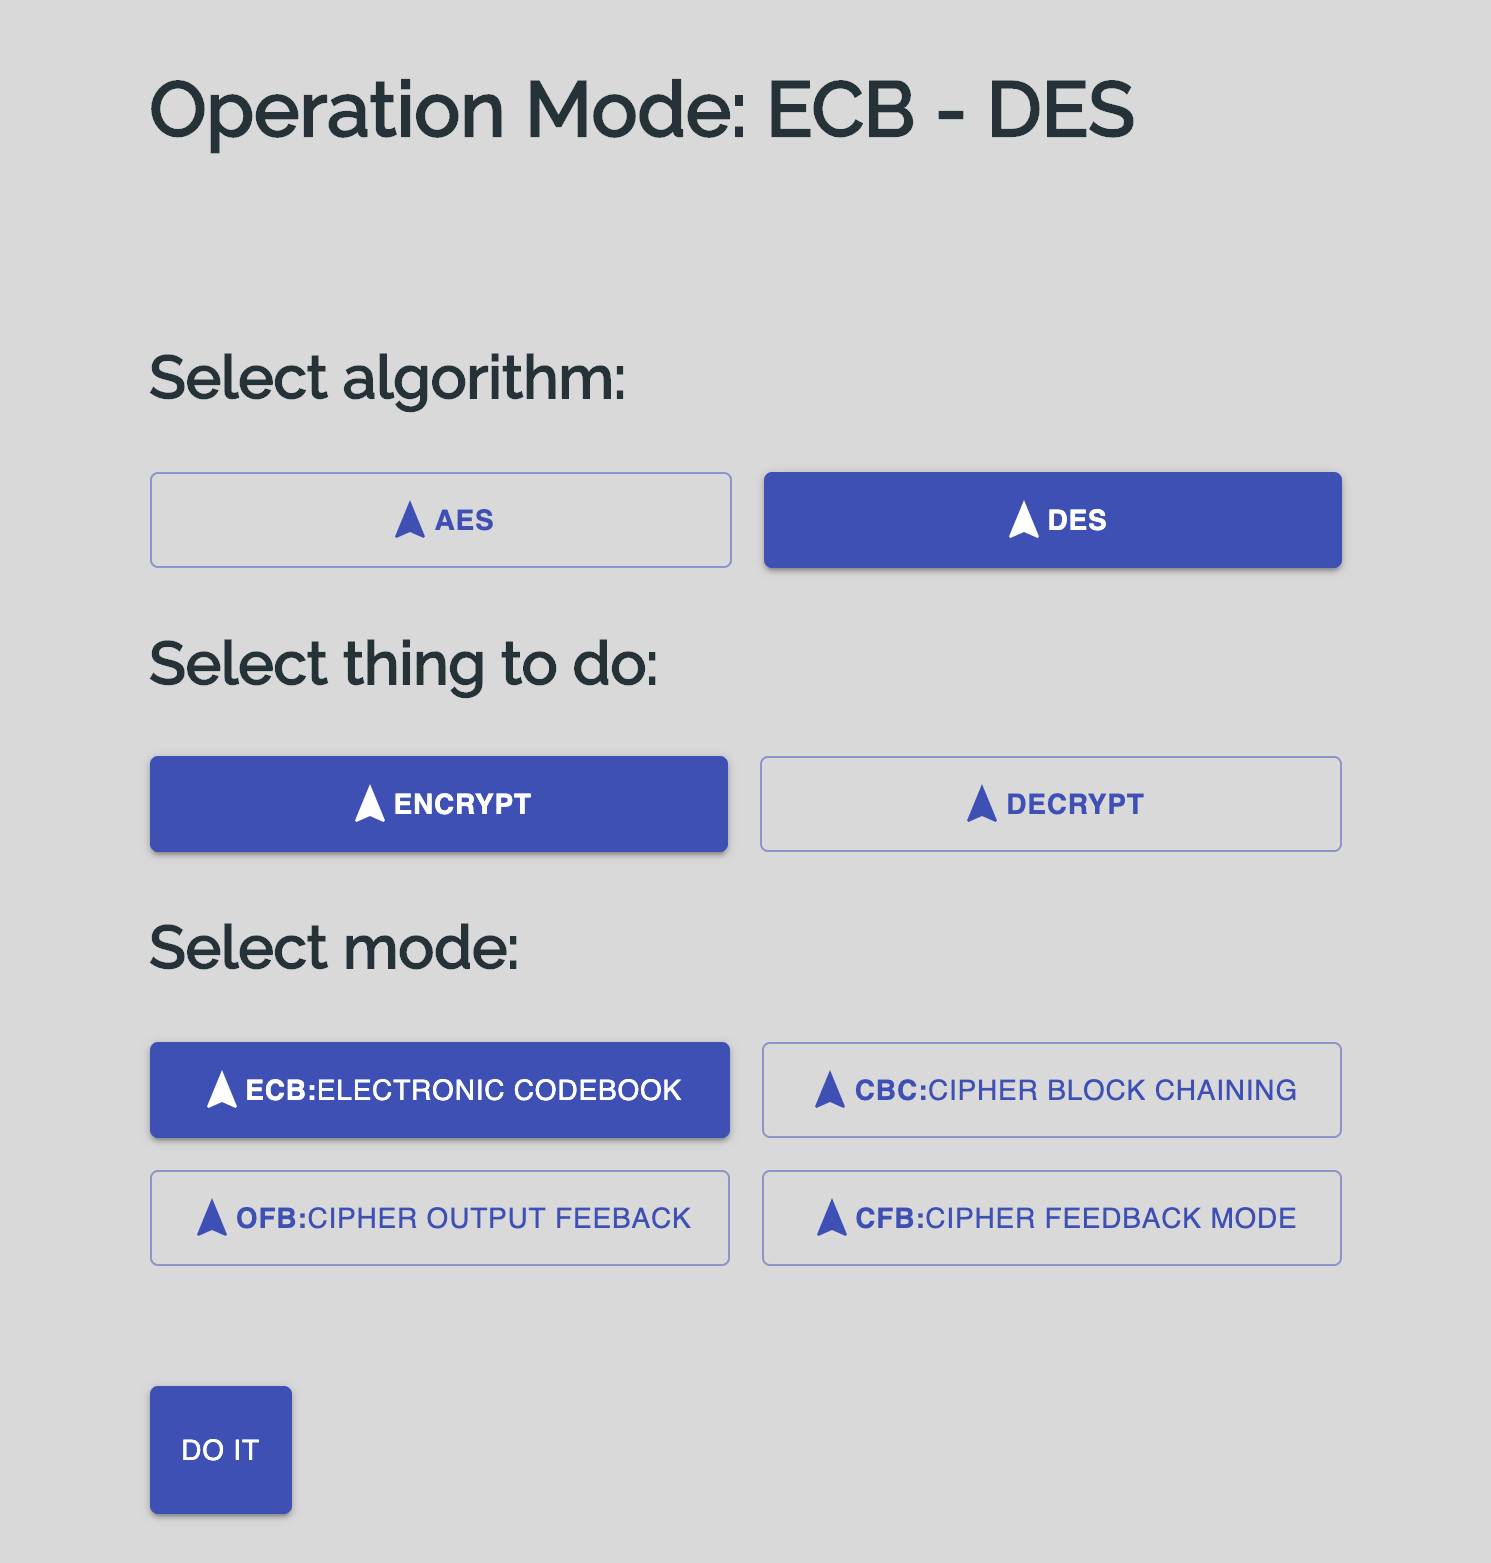 Operation Mode: ECB - DES
Select algorithm:
AES
DES
Select thing to do:
ENCRYPT
DECRYPT
Select mode:
ECB:ELECTRONIC CODEBOOK
CBC:CIPHER BLOCK CHAINING
OFB:CIPHER OUTPUT FEEBACK
CFB:CIPHER FEEDBACK MODE
DO IT